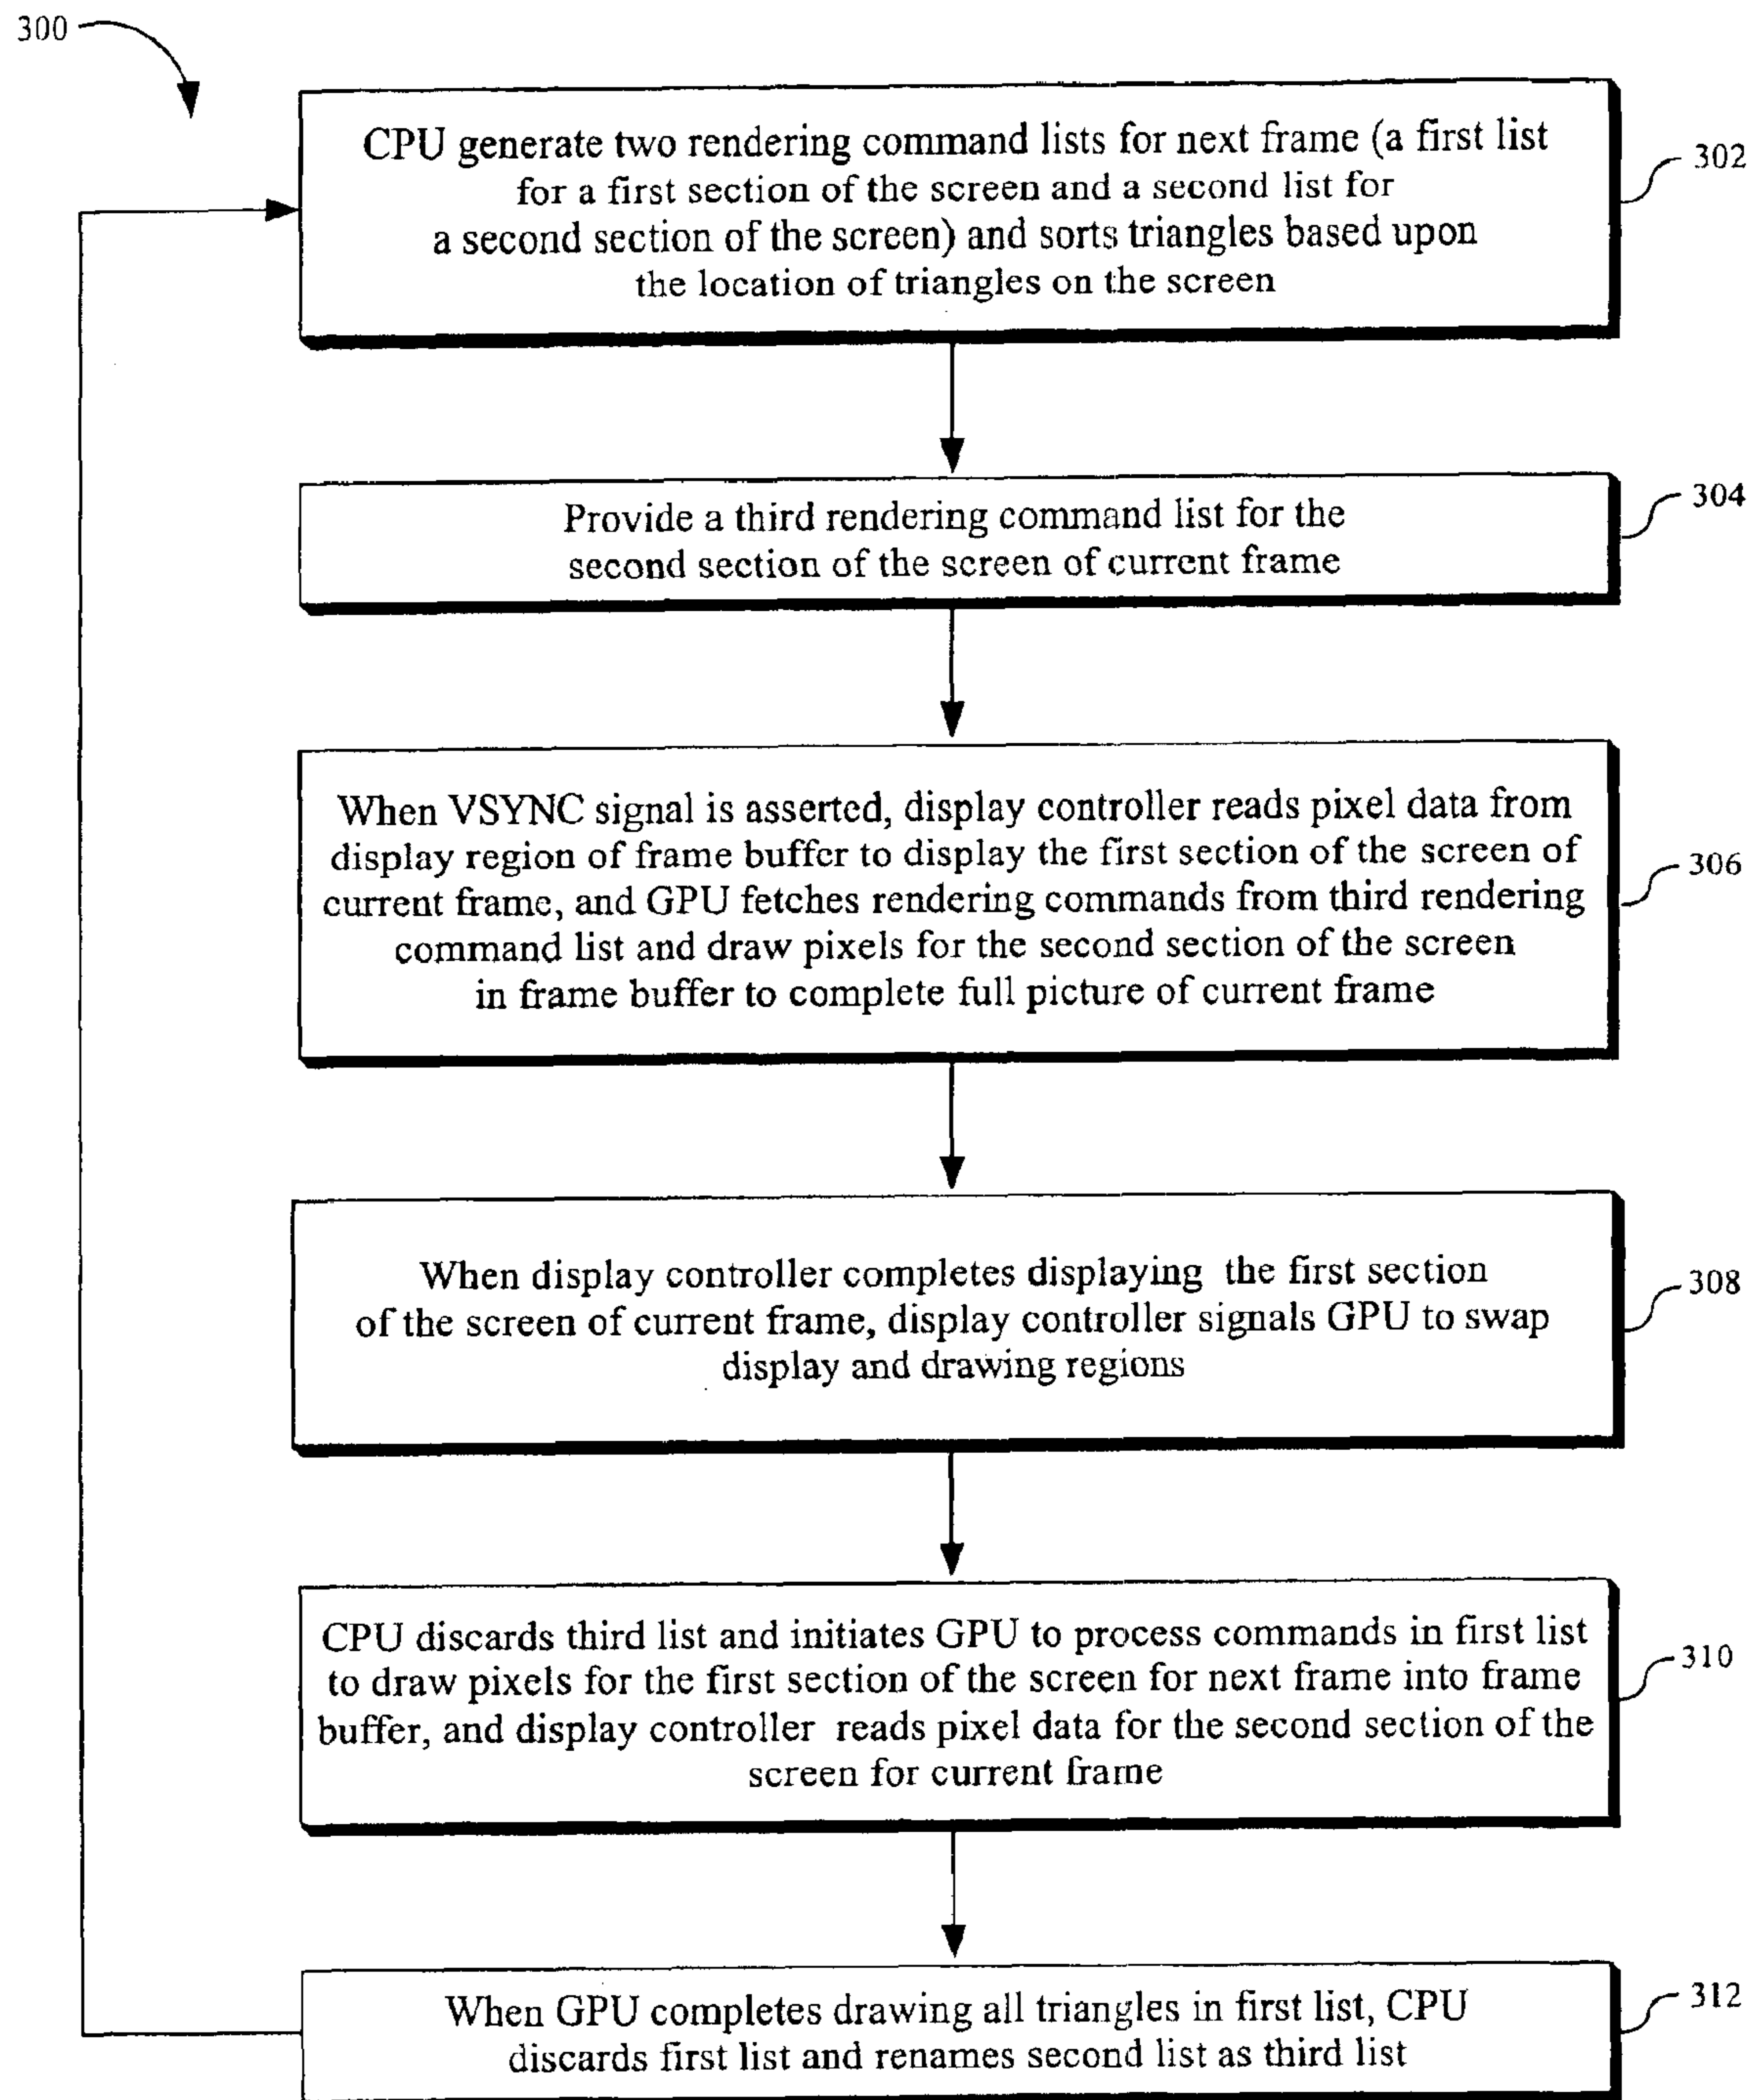 300
CPU generate two rendering command lists for next frame (a first list
for a first section of the screen and a second list for
a second section of the screen) and sorts triangles based upon
the location of triangles on the screen
302
Provide a third rendering command list for the
second section of the screen of current frame
304
When VSYNC signal is asserted, display controller reads pixel data from
display region of frame buffer to display the first section of the screen of
current frame, and GPU fetches rendering commands from third rendering
command list and draw pixels for the second section of the screen
in frame buffer to complete full picture of current frame
306
When display controller completes displaying the first section
of the screen of current frame, display controller signals GPU to swap
display and drawing regions
308
CPU discards third list and initiates GPU to process commands in first list
to draw pixels for the first section of the screen for next frame into frame
buffer, and display controller reads pixel data for the second section of the
screen for current frame
310
When GPU completes drawing all triangles in first list, CPU
discards first list and renames second list as third list
312